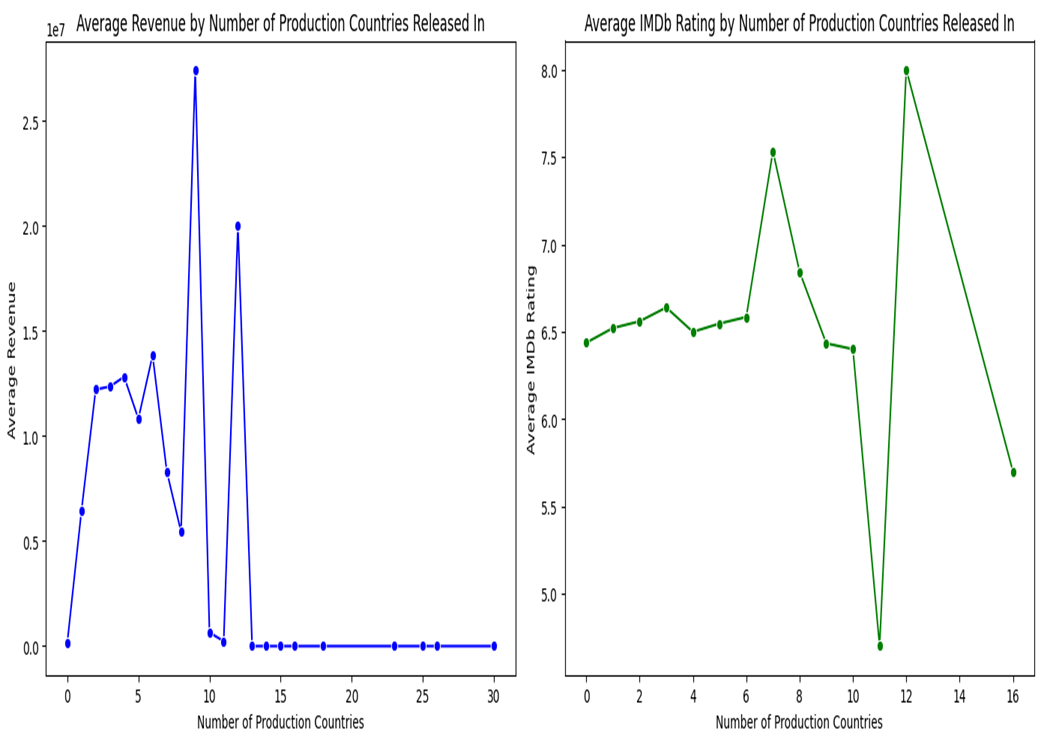 Average Revenue by Number of Production Countries Released In
1e7
2.5
2.0
1.5
1.0
0.5
0.0
Average Revenue
0 5 10 15 20 25 30
Number of Production Countries
Average IMDb Rating by Number of Production Countries Released In
8.0
7.5
7.0
6.5
6.0
5.5
5.0
Average IMDb Rating
0 2 4 6 8 10 12 14 16
Number of Production Countries